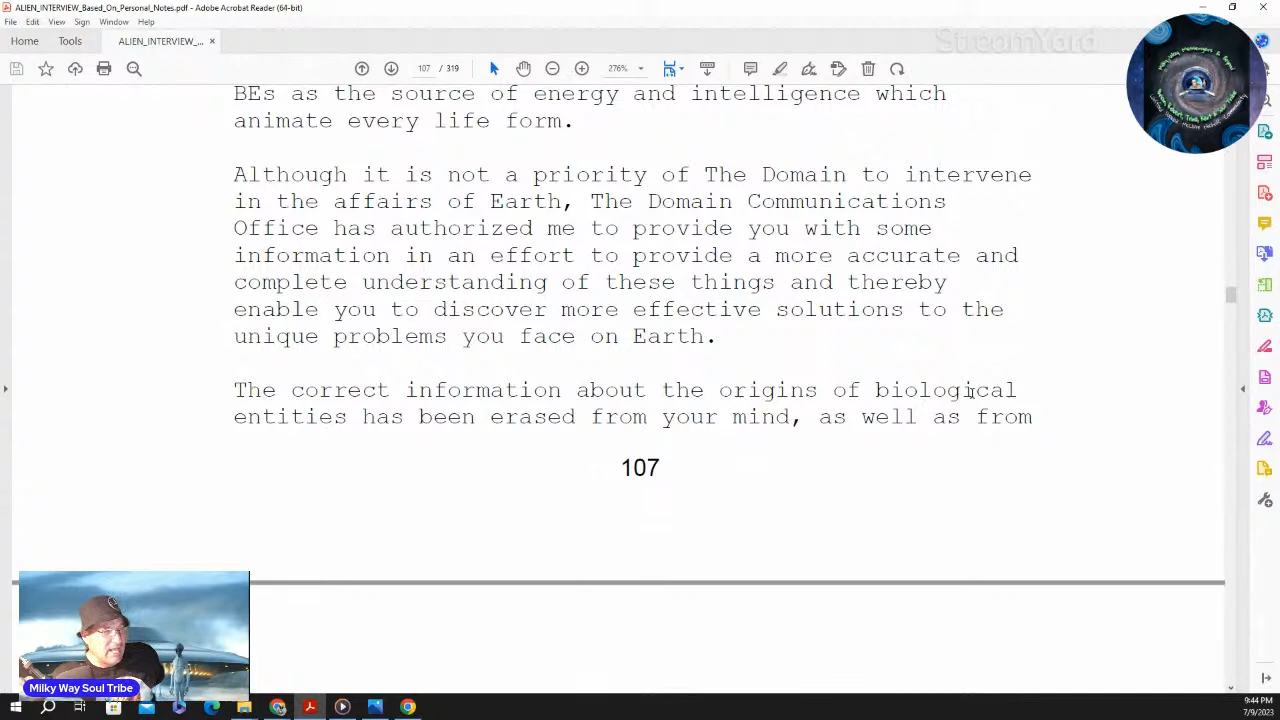 ALIEN_INTERVIEW_Based_On_Personal_Notes.pdf - Adobe Acrobat Reader (64-bit)
File Edit View Sign Window Help
StreamYard
Home Tools ALIEN_INTERVIEW_... ×
107 / 319 276%
BEs as the source of energy and intelligence which
animate every life form.
Although it is not a priority of The Domain to intervene
in the affairs of Earth, The Domain Communications
Office has authorized me to provide you with some
information in an effort to provide a more accurate and
complete understanding of these things and thereby
enable you to discover more effective solutions to the
unique problems you face on Earth.
The correct information about the origins of biological
entities has been erased from your mind, as well as from
107
Milky Way Soul Tribe
9:44 PM
7/9/2023